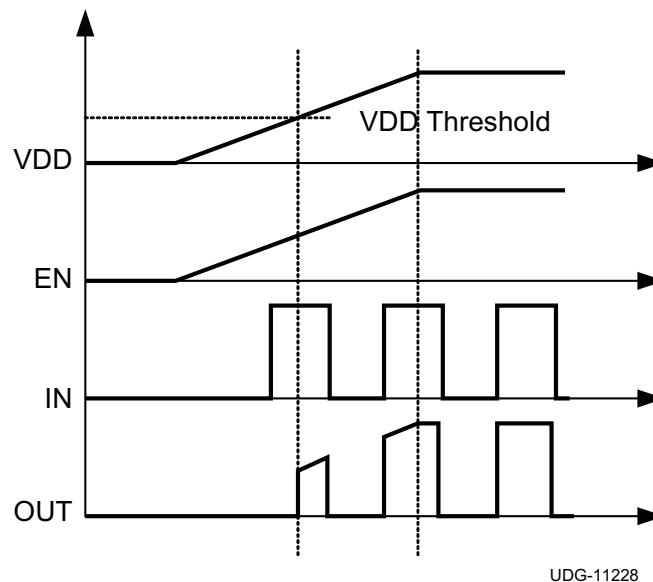 VDD Threshold
VDD
EN
IN
OUT
UDG-11228